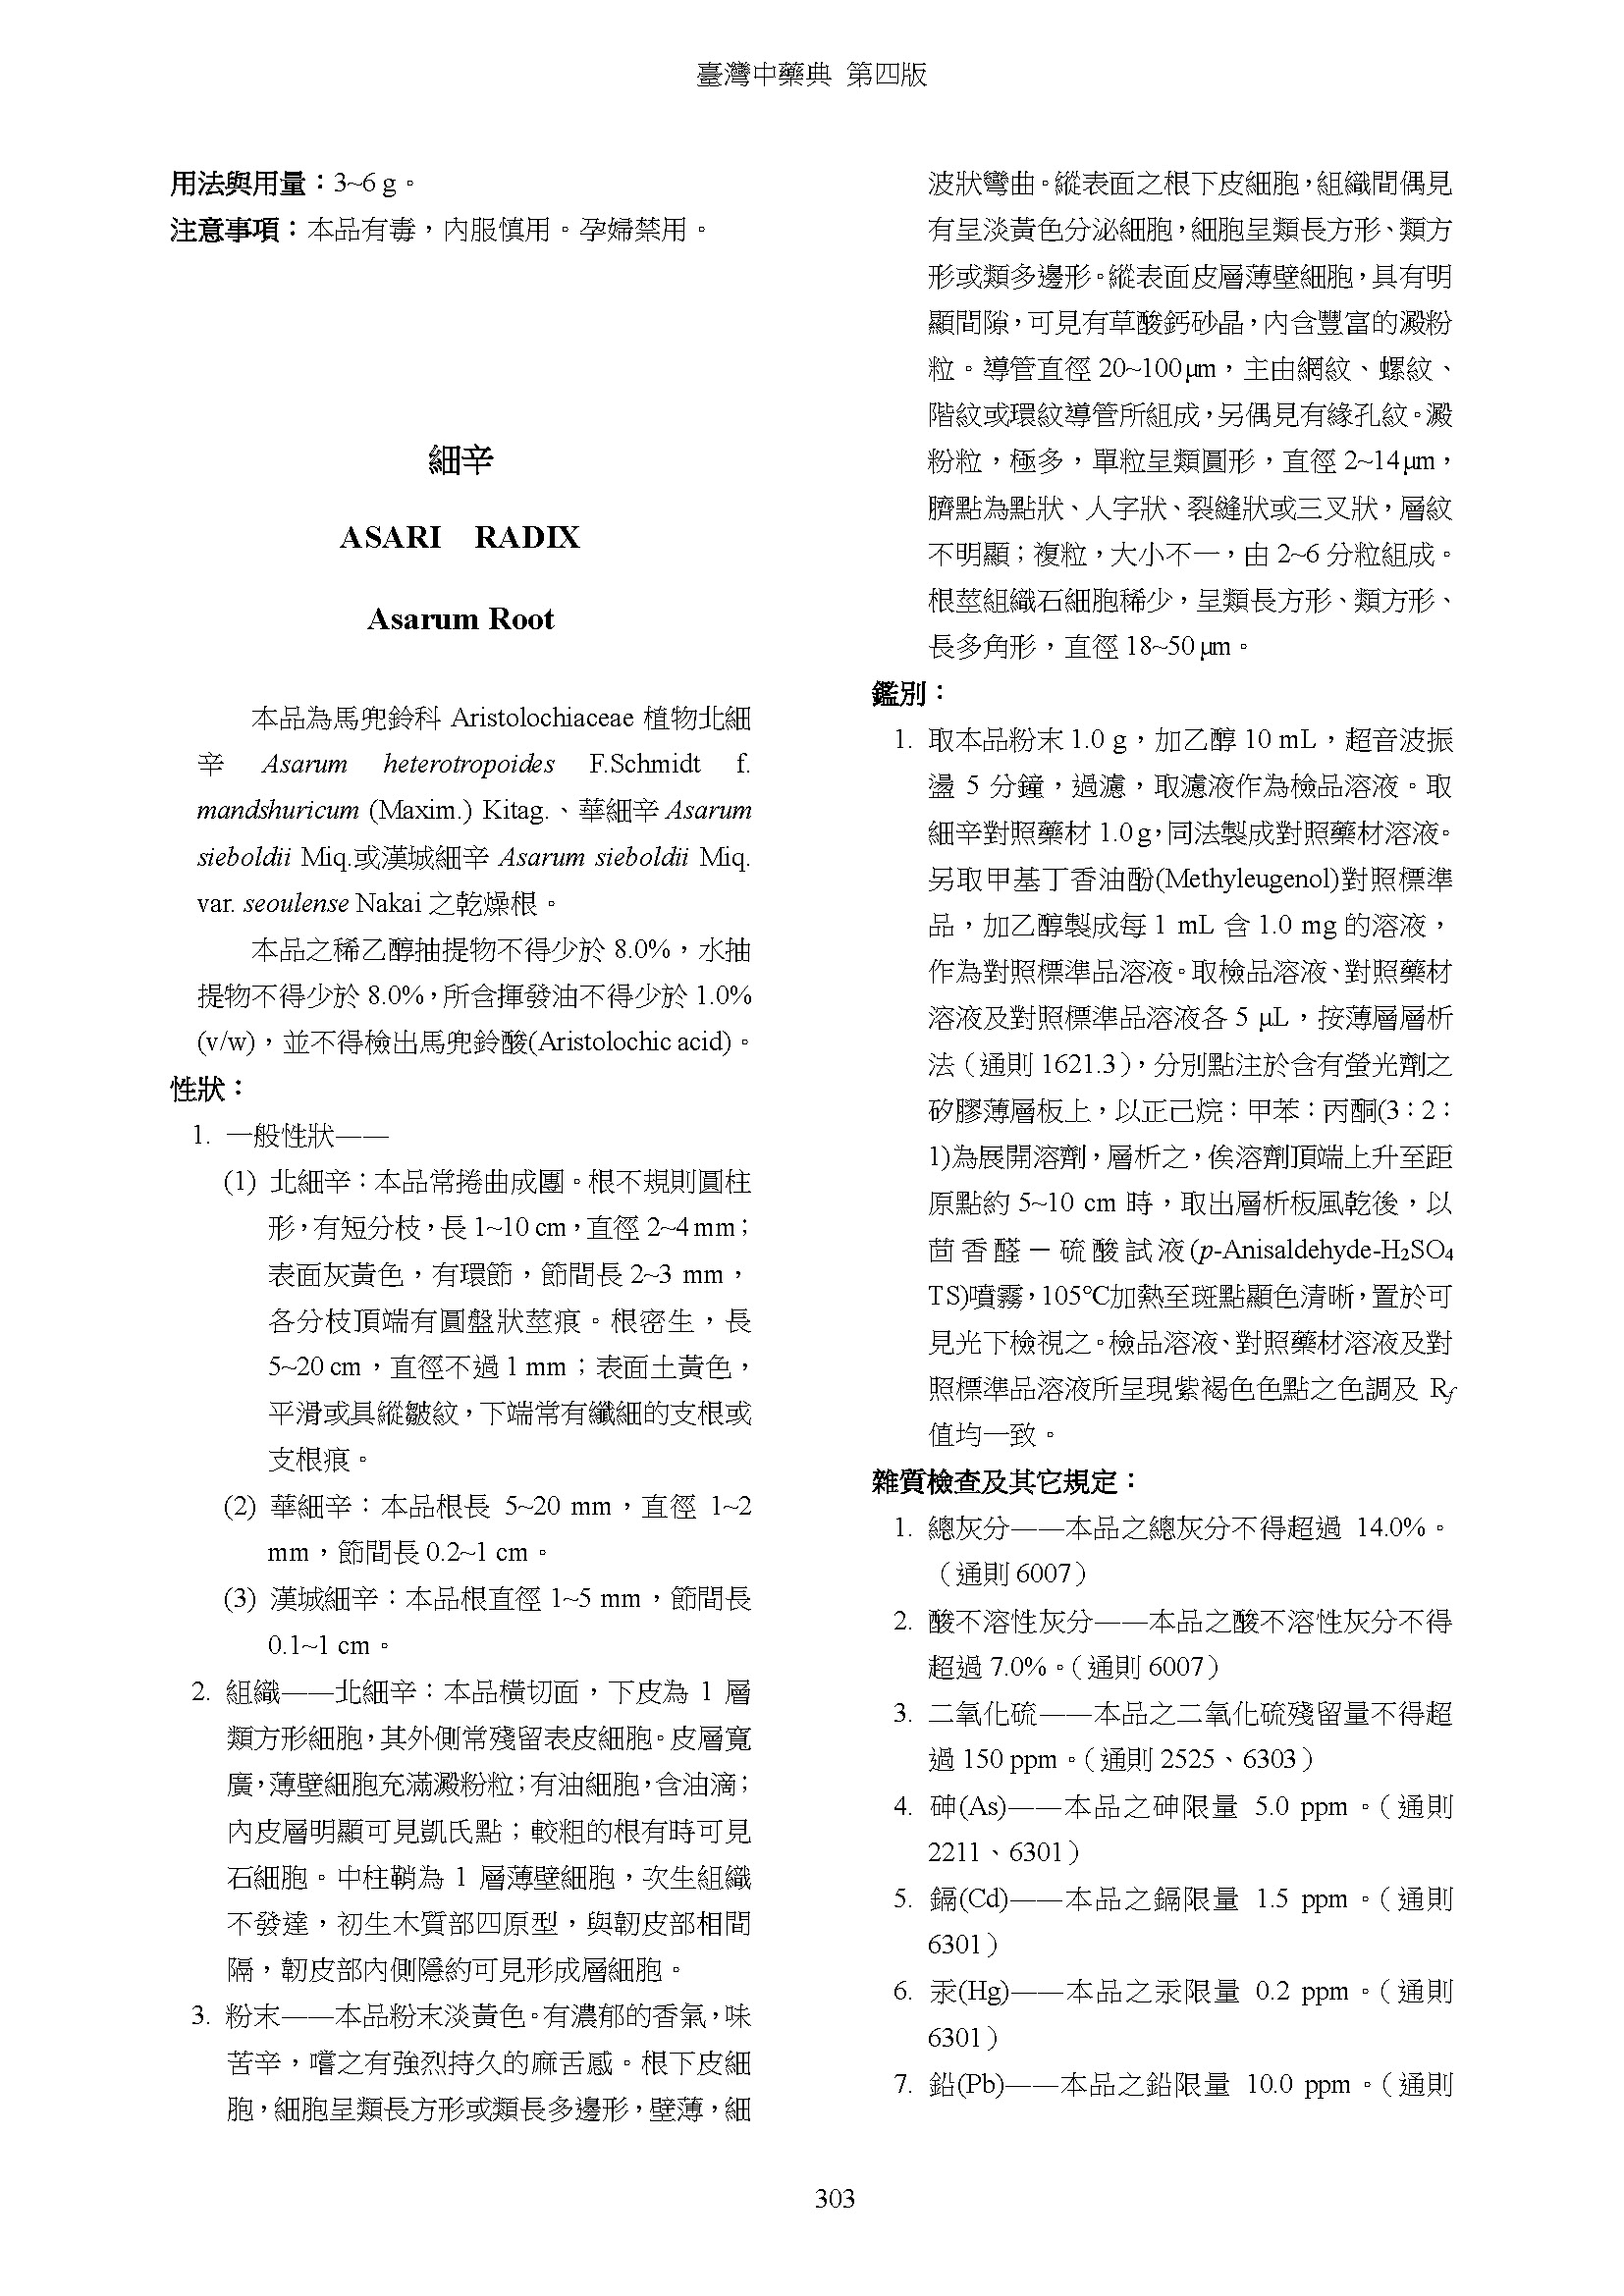 臺灣中藥典 第四版
用法與用量：3~6 g。
注意事項：本品有毒，內服慎用。孕婦禁用。
細辛
ASARI RADIX
Asarum Root
本品為馬兜鈴科 Aristolochiaceae 植物北細
辛 Asarum heterotropoides F.Schmidt f.
mandshuricum (Maxim.) Kitag.、華細辛 Asarum
sieboldii Miq.或漢城細辛 Asarum sieboldii Miq.
var. seoulense Nakai 之乾燥根。
本品之稀乙醇抽提物不得少於 8.0%，水抽
提物不得少於 8.0%，所含揮發油不得少於 1.0%
(v/w)，並不得檢出馬兜鈴酸(Aristolochic acid)。
性狀：
1. 一般性狀——
(1) 北細辛：本品常捲曲成團。根不規則圓柱
形，有短分枝，長 1~10 cm，直徑 2~4 mm；
表面灰黃色，有環節，節間長 2~3 mm，
各分枝頂端有圓盤狀莖痕。根密生，長
5~20 cm，直徑不過 1 mm；表面土黃色，
平滑或具縱皺紋，下端常有纖細的支根或
支根痕。
(2) 華細辛：本品根長 5~20 mm，直徑 1~2
mm，節間長 0.2~1 cm。
(3) 漢城細辛：本品根直徑 1~5 mm，節間長
0.1~1 cm。
2. 組織——北細辛：本品橫切面，下皮為 1 層
類方形細胞，其外側常殘留表皮細胞。皮層寬
廣，薄壁細胞充滿澱粉粒；有油細胞，含油滴；
內皮層明顯可見凱氏點；較粗的根有時可見
石細胞。中柱鞘為 1 層薄壁細胞，次生組織
不發達，初生木質部四原型，與韌皮部相間
隔，韌皮部內側隱約可見形成層細胞。
3. 粉末——本品粉末淡黃色。有濃郁的香氣，味
苦辛，嚐之有強烈持久的麻舌感。根下皮細
胞，細胞呈類長方形或類長多邊形，壁薄，細
波狀彎曲。縱表面之根下皮細胞，組織間偶見
有呈淡黃色分泌細胞，細胞呈類長方形、類方
形或類多邊形。縱表面皮層薄壁細胞，具有明
顯間隙，可見有草酸鈣砂晶，內含豐富的澱粉
粒。導管直徑 20~100 μm，主由網紋、螺紋、
階紋或環紋導管所組成，另偶見有緣孔紋。澱
粉粒，極多，單粒呈類圓形，直徑 2~14 μm，
臍點為點狀、人字狀、裂縫狀或三叉狀，層紋
不明顯；複粒，大小不一，由 2~6 分粒組成。
根莖組織石細胞稀少，呈類長方形、類方形、
長多角形，直徑 18~50 μm。
鑑別：
1. 取本品粉末 1.0 g，加乙醇 10 mL，超音波振
盪 5 分鐘，過濾，取濾液作為檢品溶液。取
細辛對照藥材 1.0 g，同法製成對照藥材溶液。
另取甲基丁香油酚(Methyleugenol)對照標準
品，加乙醇製成每 1 mL 含 1.0 mg 的溶液，
作為對照標準品溶液。取檢品溶液、對照藥材
溶液及對照標準品溶液各 5 μL，按薄層層析
法（通則 1621.3），分別點注於含有螢光劑之
矽膠薄層板上，以正己烷：甲苯：丙酮(3：2：
1)為展開溶劑，層析之，俟溶劑頂端上升至距
原點約 5~10 cm 時，取出層析板風乾後，以
茴香醛－硫酸試液(p-Anisaldehyde-H₂SO₄
TS)噴霧，105℃加熱至斑點顯色清晰，置於可
見光下檢視之。檢品溶液、對照藥材溶液及對
照標準品溶液所呈現紫褐色色點之色調及 Rf
值均一致。
雜質檢查及其它規定：
1. 總灰分——本品之總灰分不得超過 14.0%。
（通則 6007）
2. 酸不溶性灰分——本品之酸不溶性灰分不得
超過 7.0%。（通則 6007）
3. 二氧化硫——本品之二氧化硫殘留量不得超
過 150 ppm。（通則 2525、6303）
4. 砷(As)——本品之砷限量 5.0 ppm。（通則
2211、6301）
5. 鎘(Cd)——本品之鎘限量 1.5 ppm。（通則
6301）
6. 汞(Hg)——本品之汞限量 0.2 ppm。（通則
6301）
7. 鉛(Pb)——本品之鉛限量 10.0 ppm。（通則
303